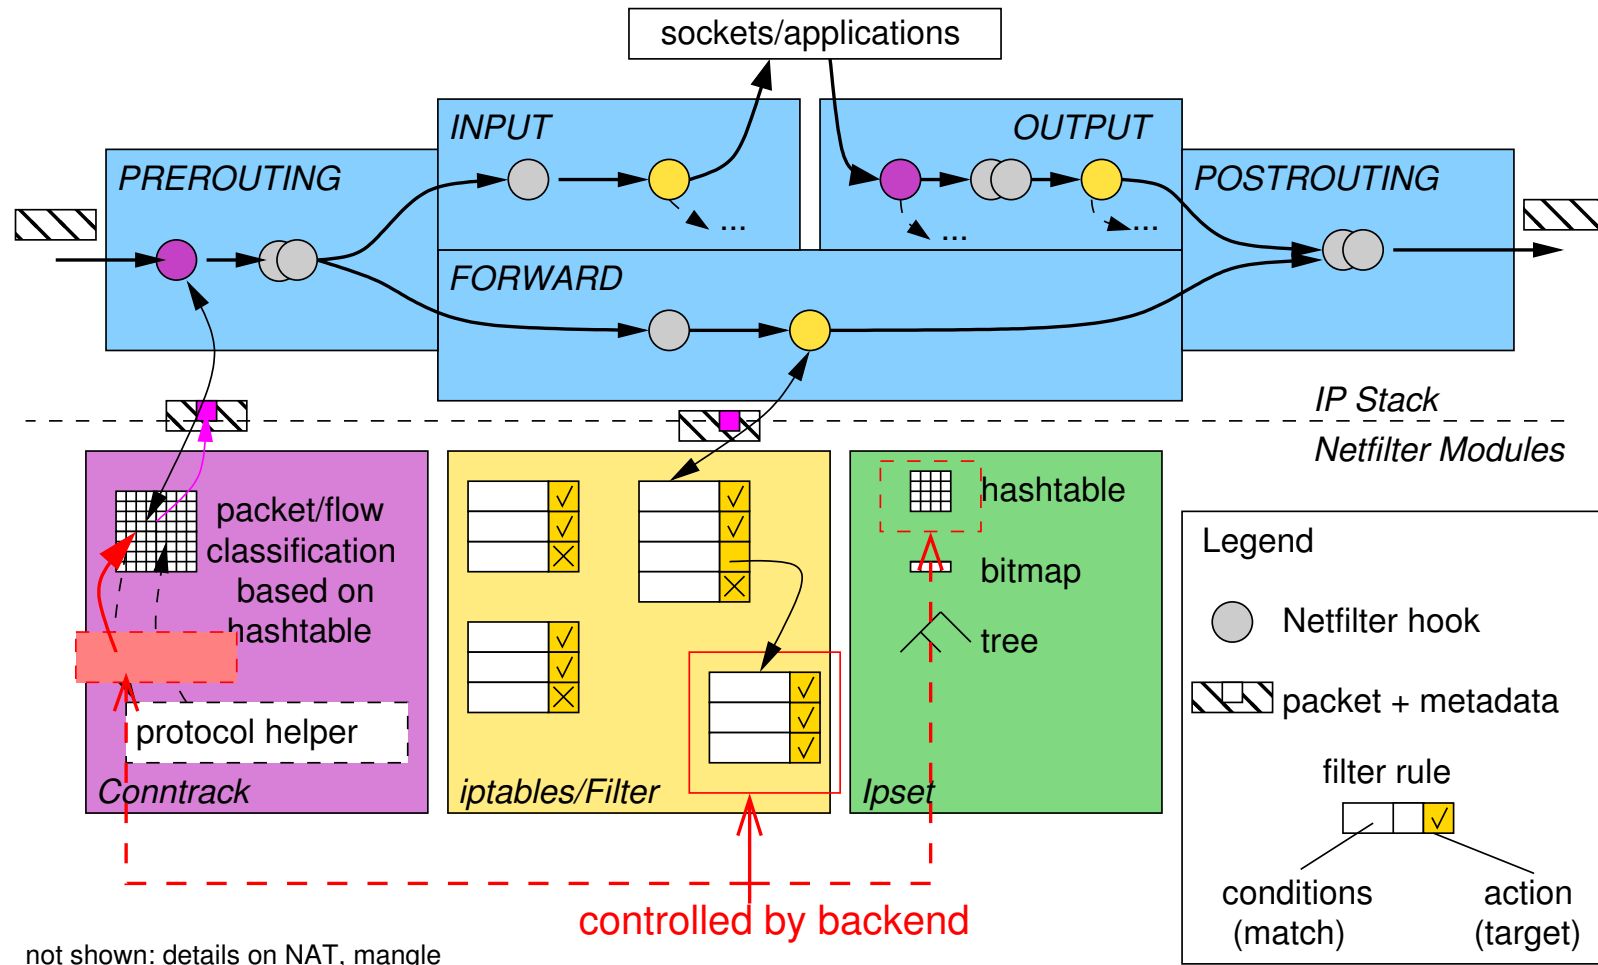 sockets/applications
INPUT
OUTPUT
PREROUTING
POSTROUTING
...
...
...
FORWARD
IP Stack
Netfilter Modules
packet/flow
classification
based on
hashtable
protocol helper
Conntrack
iptables/Filter
hashtable
bitmap
tree
Ipset
Legend
Netfilter hook
packet + metadata
filter rule
conditions
(match)
action
(target)
controlled by backend
not shown: details on NAT, mangle